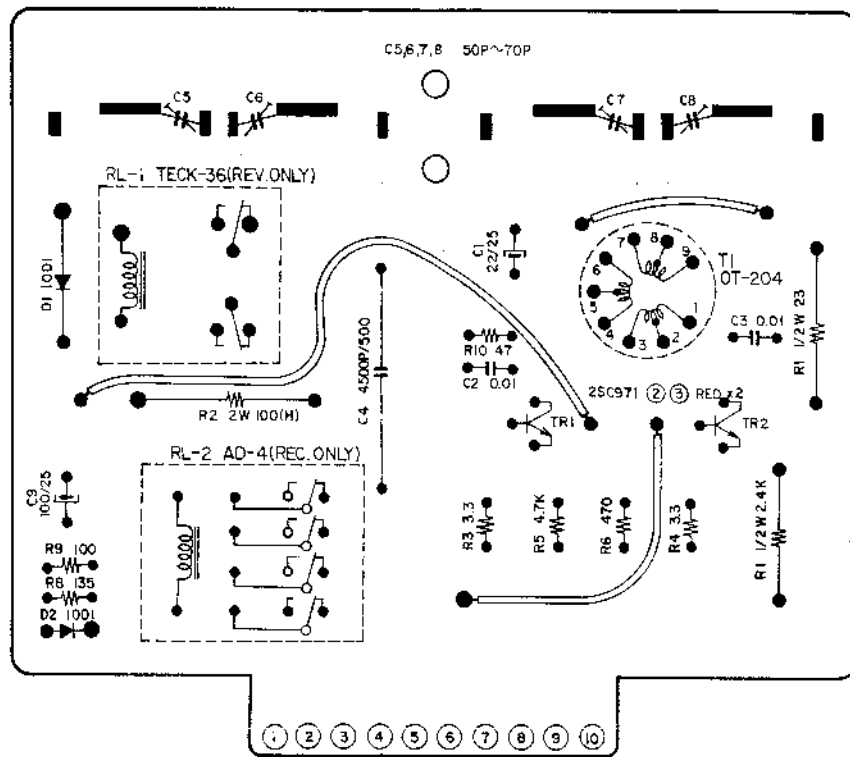 C5,6,7,8 50P~70P
C5
C6
C7
C8
RL-1 TECK-36(REV.ONLY)
D1 1001
C1
22/25
7
8
9
6
5
4
3
2
1
T1
OT-204
C3 0.01
R1 1/2W 23
R10 47
C2 0.01
C4 4500P/500
R2 2W 100(H)
2SC971 ② ③ RED x2
TR1
TR2
RL-2 AD-4(REC.ONLY)
C9
100/25
R3 3.3
R5 4.7K
R6 470
R4 3.3
R1 1/2W 2.4K
R9 100
R8 135
D2 1001
① ② ③ ④ ⑤ ⑥ ⑦ ⑧ ⑨ ⑩